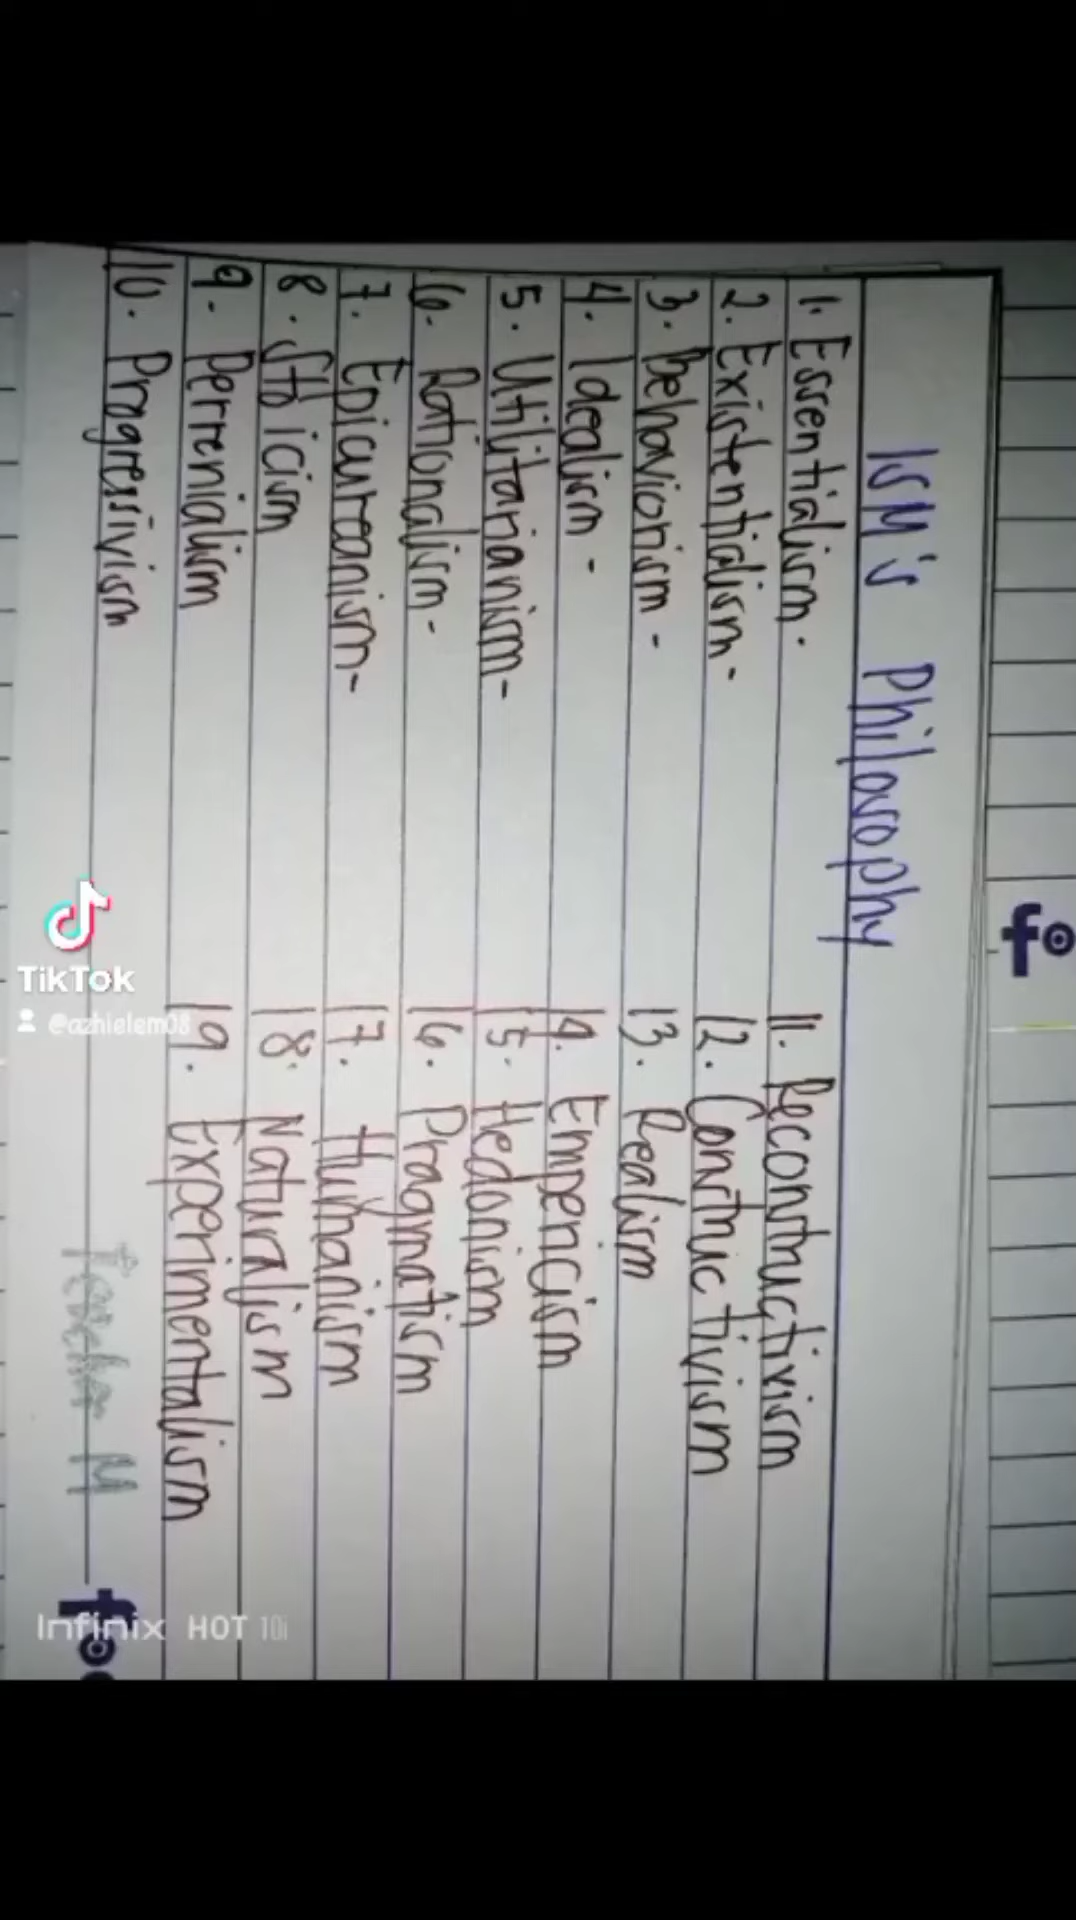 ISM's Philosophy
1. Essentialism.
2. Existentialism-
3. Behaviorism-
4. Idealism-
5. Utilitarianism-
6. Rationalism-
7. Epicureanism-
8. Stoicism
9. Perrenialism
10. Progresivism
11. Reconstructivism
12. Constructivism
13. Realism
14. Empericism
15. Hedonism
16. Pragmatism
17. Humanism
18. Naturalism
19. Experimentalism
TikTok
@azhielem08
Infinix HOT 10i